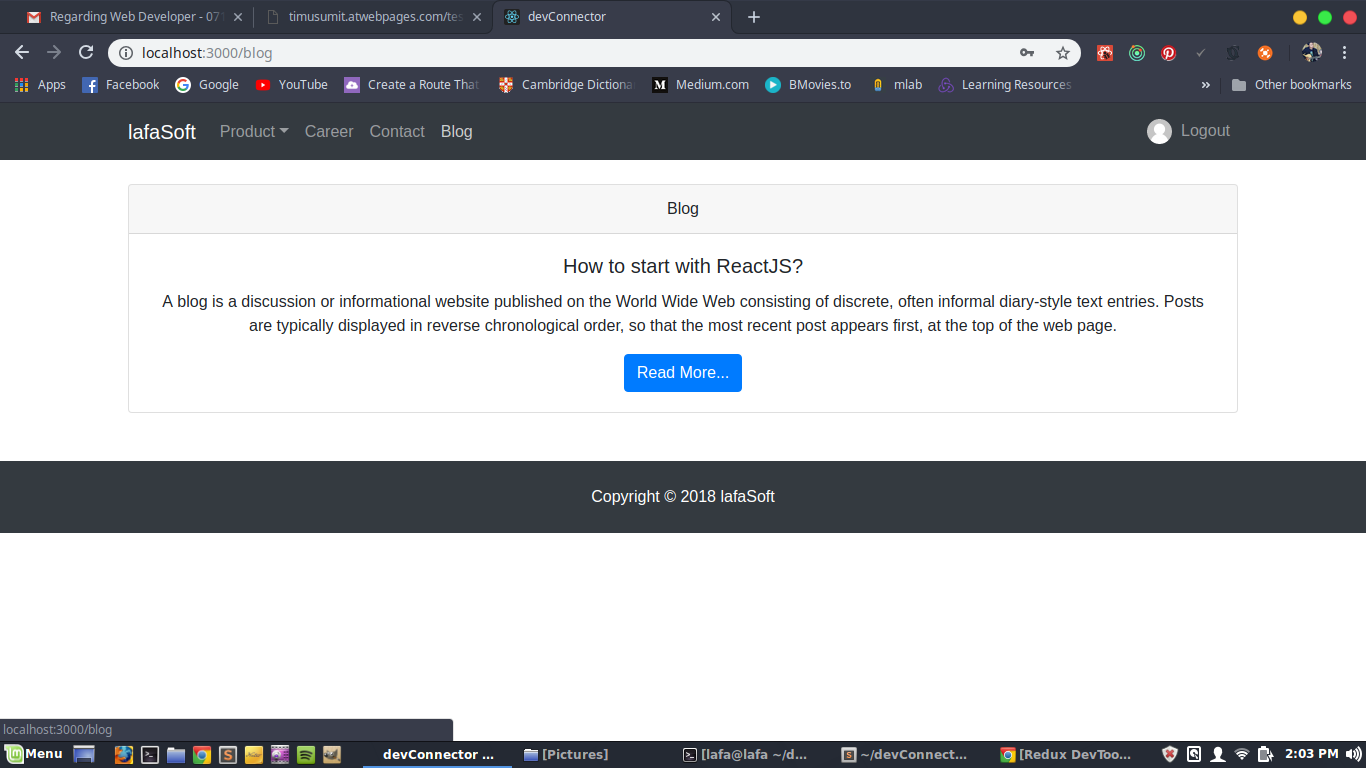 Regarding Web Developer - 071
timusumit.atwebpages.com/tes
devConnector
localhost:3000/blog
Apps
Facebook
Google
YouTube
Create a Route That
Cambridge Dictiona
Medium.com
BMovies.to
mlab
Learning Resources
Other bookmarks
lafaSoft
Product
Career
Contact
Blog
Logout
Blog
How to start with ReactJS?
A blog is a discussion or informational website published on the World Wide Web consisting of discrete, often informal diary-style text entries. Posts
are typically displayed in reverse chronological order, so that the most recent post appears first, at the top of the web page.
Read More...
Copyright © 2018 lafaSoft
localhost:3000/blog
Menu
devConnector ...
[Pictures]
[lafa@lafa ~/d...
~/devConnect...
[Redux DevToo...
2:03 PM